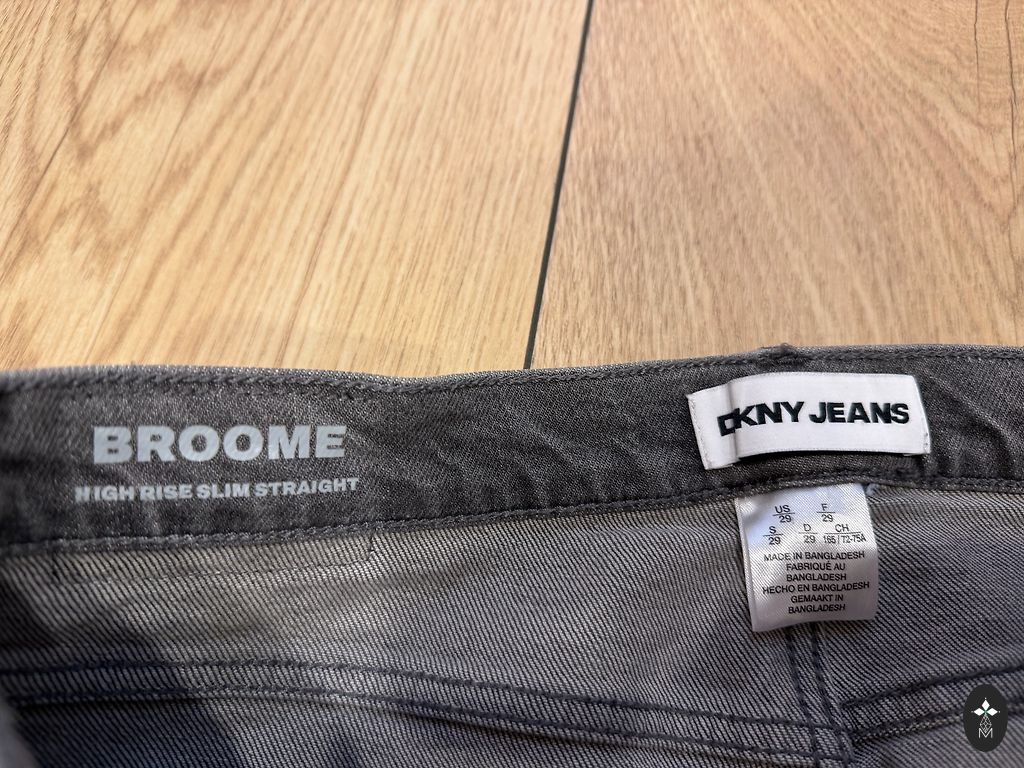 BROOME
HIGH RISE SLIM STRAIGHT
DKNY JEANS
US F
29 29
S D CH
29 29 165 / 72-75A
MADE IN BANGLADESH
FABRIQUÉ AU
BANGLADESH
HECHO EN BANGLADESH
GEMAAKT IN
BANGLADESH
M